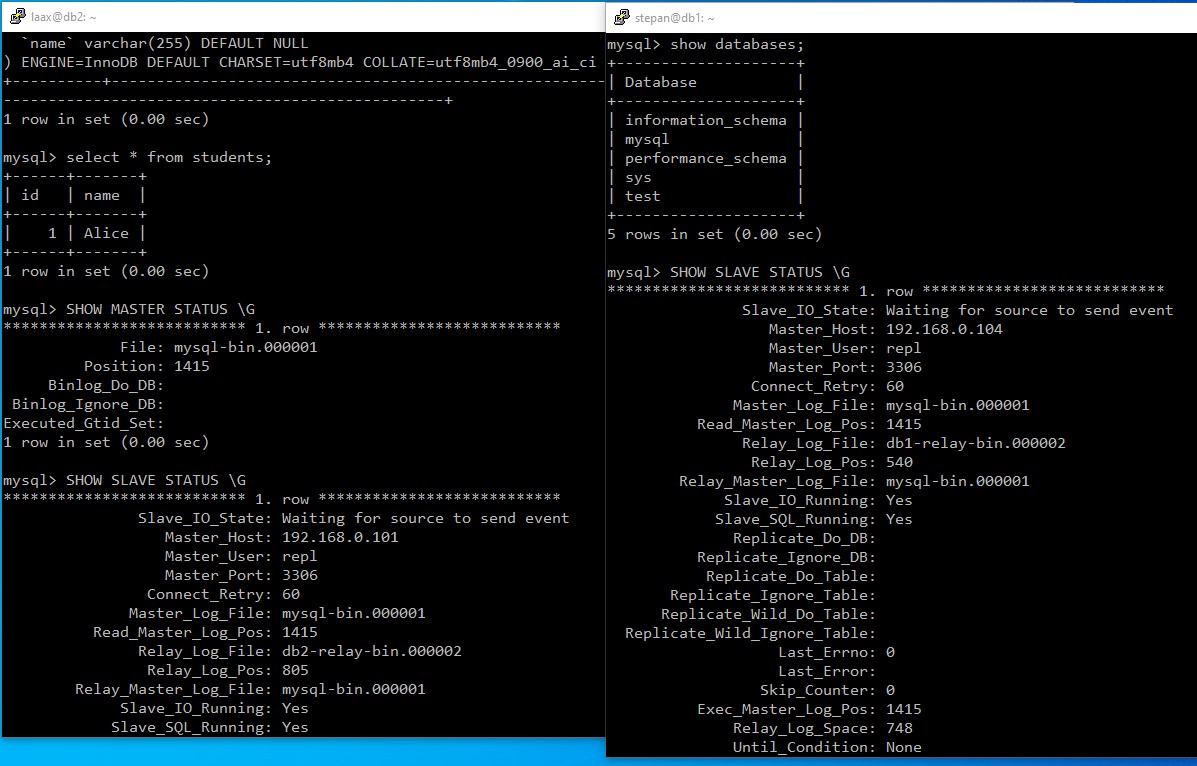 laax@db2: ~
  `name` varchar(255) DEFAULT NULL
) ENGINE=InnoDB DEFAULT CHARSET=utf8mb4 COLLATE=utf8mb4_0900_ai_ci
+----------+-------------------------------------------------------
-------------------------------------------------+
1 row in set (0.00 sec)
mysql> select * from students;
+------+-------+
| id   | name  |
+------+-------+
|    1 | Alice |
+------+-------+
1 row in set (0.00 sec)
mysql> SHOW MASTER STATUS \G
*************************** 1. row ***************************
             File: mysql-bin.000001
         Position: 1415
     Binlog_Do_DB:
 Binlog_Ignore_DB:
Executed_Gtid_Set:
1 row in set (0.00 sec)
mysql> SHOW SLAVE STATUS \G
*************************** 1. row ***************************
               Slave_IO_State: Waiting for source to send event
                  Master_Host: 192.168.0.101
                  Master_User: repl
                  Master_Port: 3306
                Connect_Retry: 60
              Master_Log_File: mysql-bin.000001
          Read_Master_Log_Pos: 1415
               Relay_Log_File: db2-relay-bin.000002
                Relay_Log_Pos: 805
        Relay_Master_Log_File: mysql-bin.000001
             Slave_IO_Running: Yes
            Slave_SQL_Running: Yes
stepan@db1: ~
mysql> show databases;
+--------------------+
| Database           |
+--------------------+
| information_schema |
| mysql              |
| performance_schema |
| sys                |
| test               |
+--------------------+
5 rows in set (0.00 sec)
mysql> SHOW SLAVE STATUS \G
*************************** 1. row ***************************
               Slave_IO_State: Waiting for source to send event
                  Master_Host: 192.168.0.104
                  Master_User: repl
                  Master_Port: 3306
                Connect_Retry: 60
              Master_Log_File: mysql-bin.000001
          Read_Master_Log_Pos: 1415
               Relay_Log_File: db1-relay-bin.000002
                Relay_Log_Pos: 540
        Relay_Master_Log_File: mysql-bin.000001
             Slave_IO_Running: Yes
            Slave_SQL_Running: Yes
              Replicate_Do_DB:
          Replicate_Ignore_DB:
           Replicate_Do_Table:
       Replicate_Ignore_Table:
      Replicate_Wild_Do_Table:
  Replicate_Wild_Ignore_Table:
                   Last_Errno: 0
                   Last_Error:
                 Skip_Counter: 0
          Exec_Master_Log_Pos: 1415
              Relay_Log_Space: 748
              Until_Condition: None